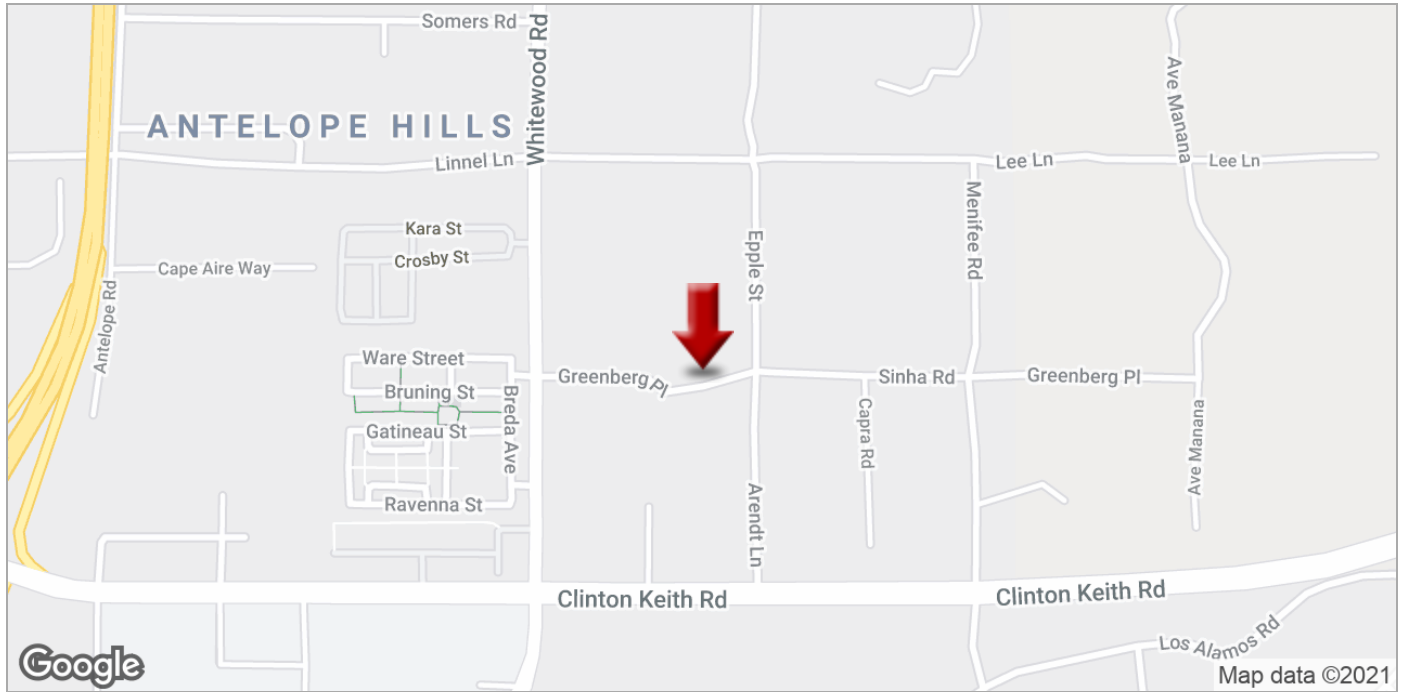 Somers Rd
Whitewood Rd
ANTELOPE HILLS
Linnel Ln
Lee Ln
Lee Ln
Ave Manana
Menifee Rd
Kara St
Crosby St
Cape Aire Way
Epple St
Antelope Rd
Ware Street
Greenberg Pl
Sinha Rd
Greenberg Pl
Bruning St
Breda Ave
Gatineau St
Capra Rd
Ave Manana
Ravenna St
Arendt Ln
Clinton Keith Rd
Clinton Keith Rd
Los Alamos Rd
Google
Map data ©2021